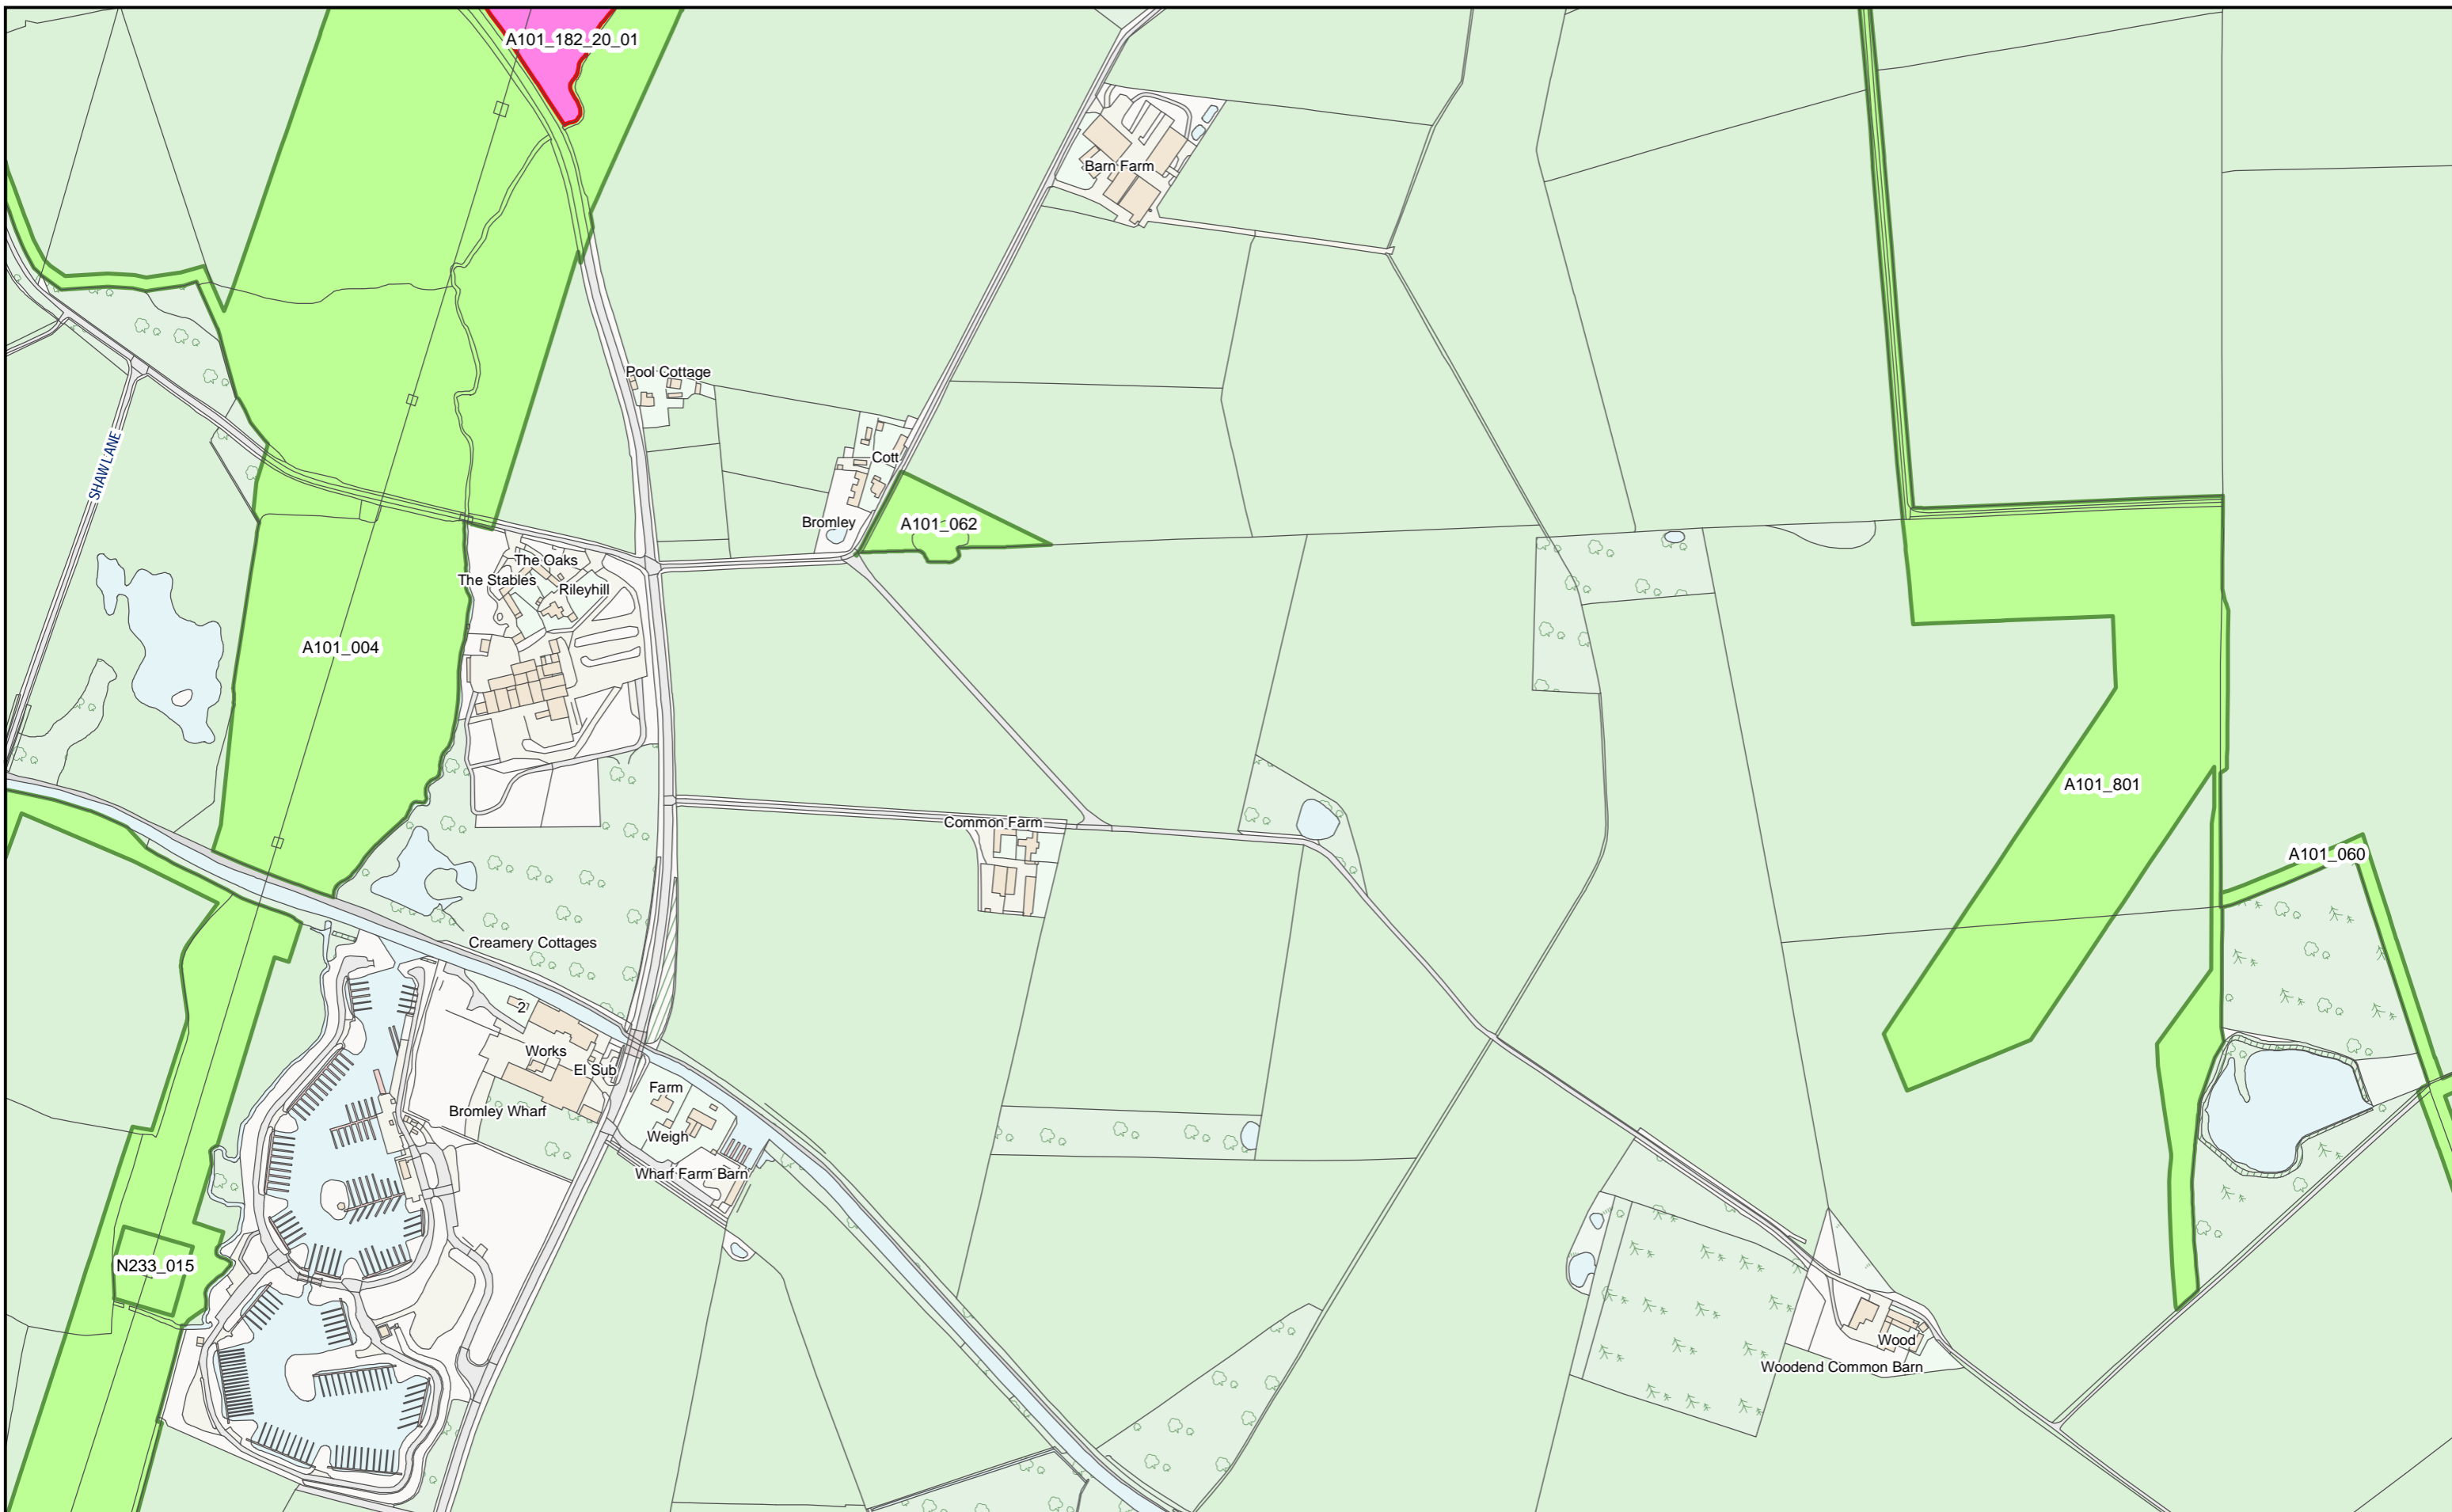 A101_182_20_01
Barn Farm
Pool Cottage
SHAW LANE
Cott
Bromley
A101_062
The Oaks
The Stables
Rileyhill
A101_004
A101_801
Common Farm
A101_060
Creamery Cottages
2
Works
El Sub
Farm
Bromley Wharf
Weigh
Wharf Farm Barn
N233_015
Wood
Woodend Common Barn